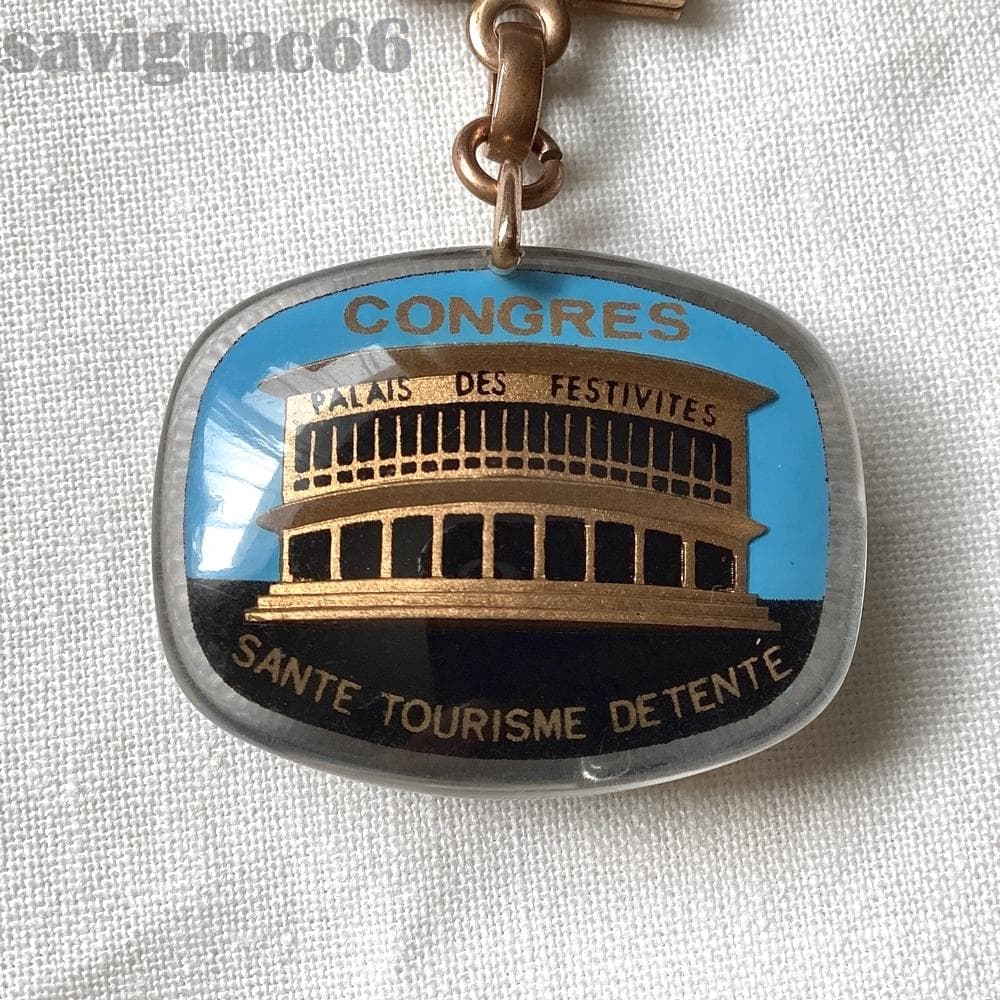 savignac66
CONGRES
PALAIS DES FESTIVITES
SANTE TOURISME DETENTE